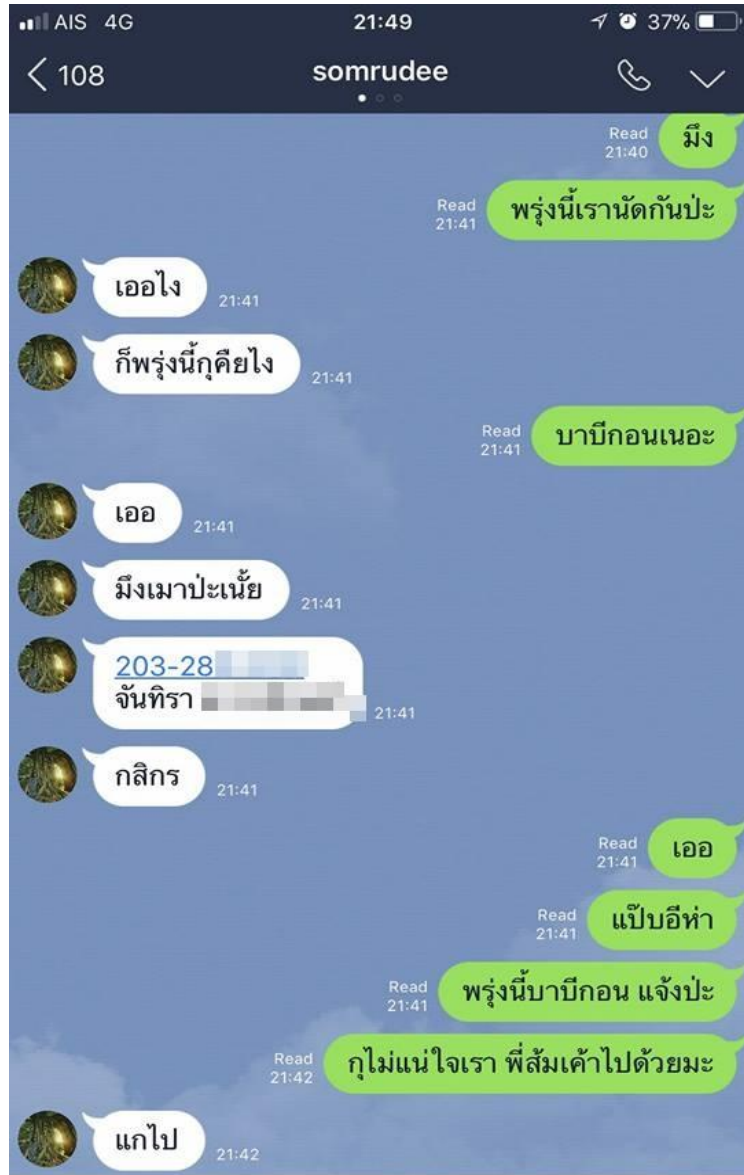 AIS 4G 21:49 37%
108 somrudee
มึง
Read
21:40
พรุ่งนี้เรานัดกันป่ะ
Read
21:41
เออไง
21:41
ก็พรุ่งนี้กุคืยไง
21:41
บาบีกอนเนอะ
Read
21:41
เออ
21:41
มึงเมาป่ะเนั้ย
21:41
203-28
จันทิรา
21:41
กสิกร
21:41
เออ
Read
21:41
แป๊บอีห่า
Read
21:41
พรุ่งนี้บาบีกอน แจ้งป่ะ
Read
21:41
กุไม่แน่ใจเรา พี่ส้มเค้าไปด้วยมะ
Read
21:42
แกไป
21:42